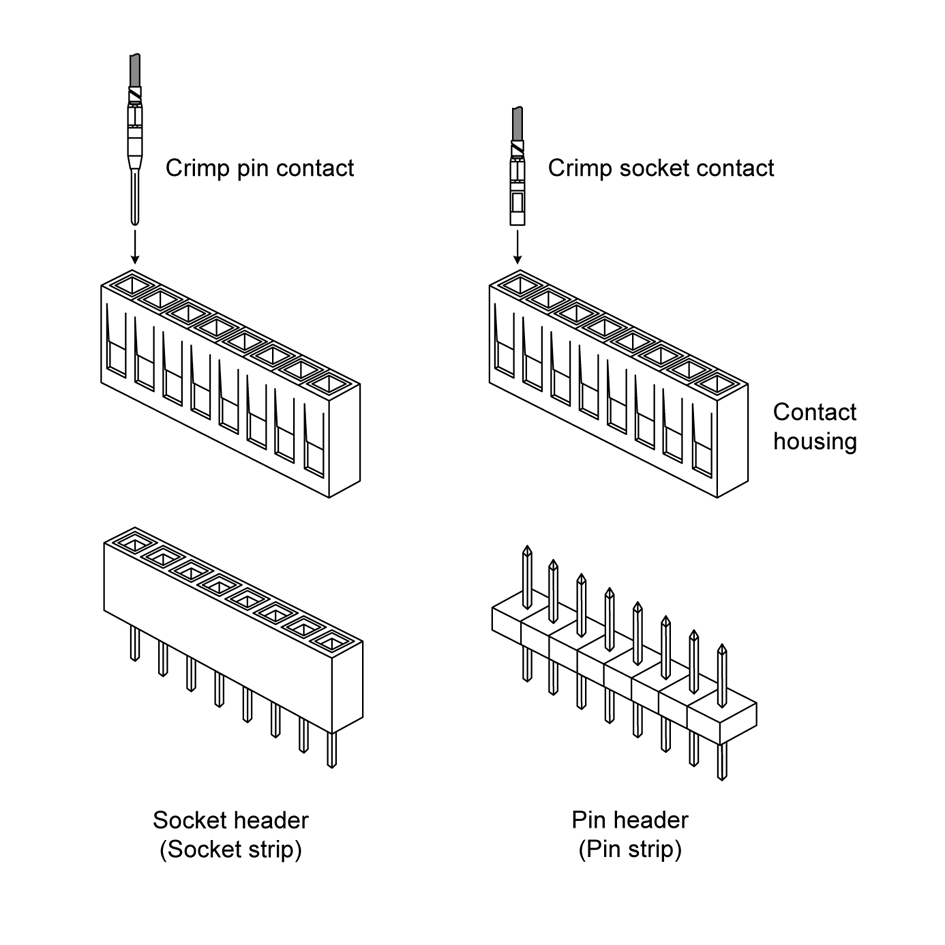 Crimp pin contact
Crimp socket contact
Contact
housing
Socket header
(Socket strip)
Pin header
(Pin strip)